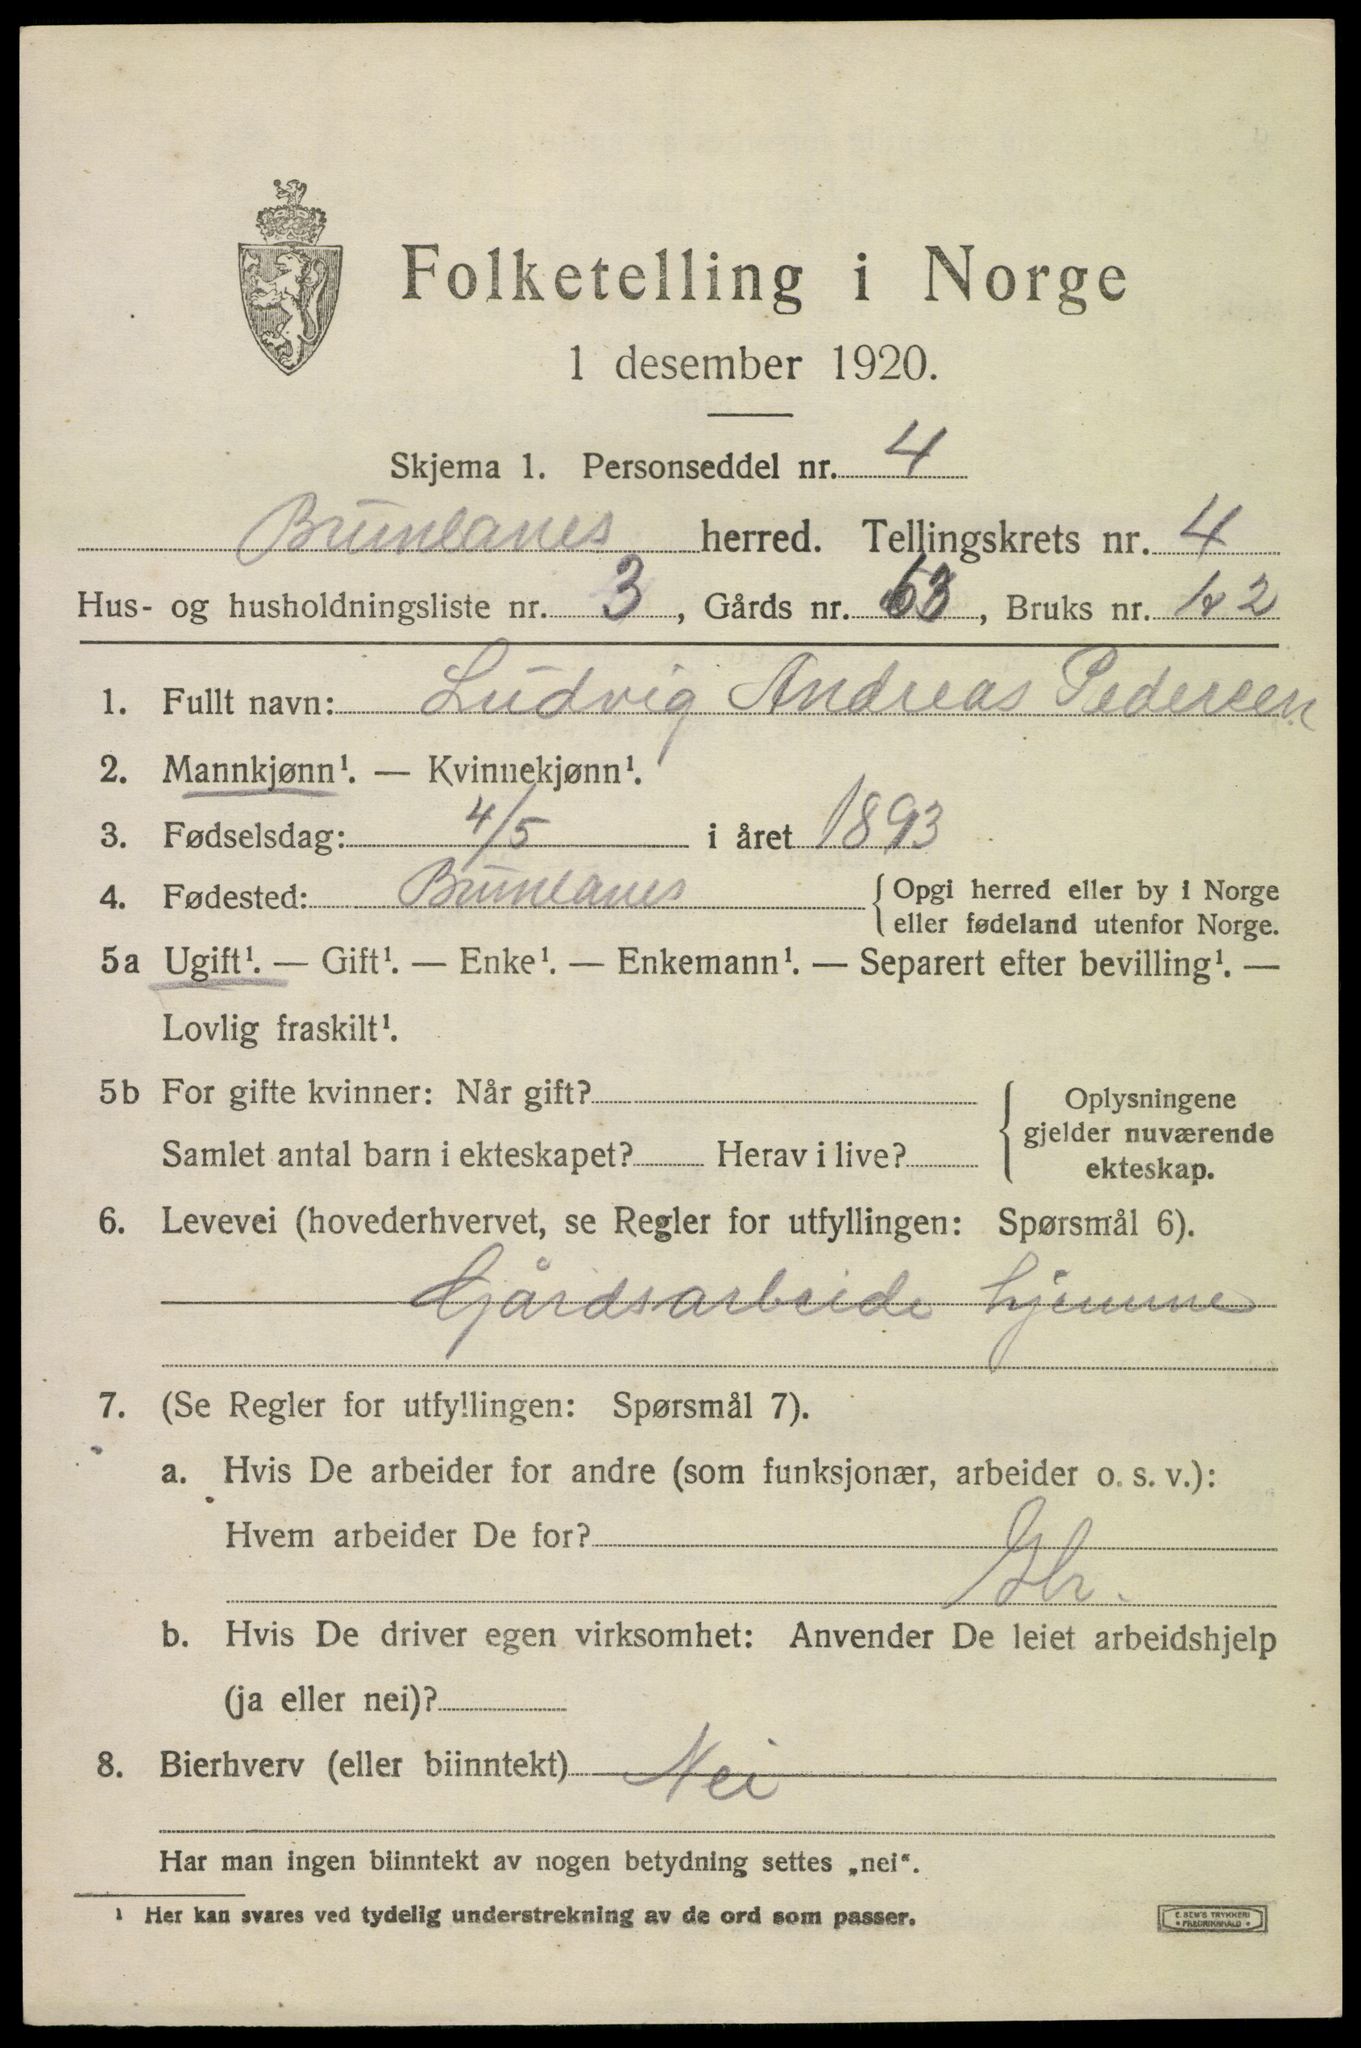 Folketelling i Norge
1 desember 1920.
Skjema 1. Personseddel nr. 4
Brunlanes herred. Tellingskrets nr. 4
Hus- og husholdningsliste nr. 3, Gårds nr. 63, Bruks nr. 2
1. Fullt navn: Ludvig Andreas Pedersen
2. Mannkjønn¹. — Kvinnekjønn¹.
3. Fødselsdag: 4/5 i året 1893
4. Fødested: Brunlanes {Opgi herred eller by i Norge
eller fødeland utenfor Norge.
5a Ugift¹. — Gift¹. — Enke¹. — Enkemann¹. — Separert efter bevilling¹. —
Lovlig fraskilt¹.
5b For gifte kvinner: Når gift?
Samlet antal barn i ekteskapet? Herav i live?
{ Oplysningene
gjelder nuværende
ekteskap.
6. Levevei (hovederhvervet, se Regler for utfyllingen: Spørsmål 6).
Gjårdsarbeide hjemme
7. (Se Regler for utfyllingen: Spørsmål 7).
a. Hvis De arbeider for andre (som funksjonær, arbeider o. s. v.):
Hvem arbeider De for?
b. Hvis De driver egen virksomhet: Anvender De leiet arbeidshjelp
(ja eller nei)?
8. Bierhverv (eller biinntekt) Nei
Har man ingen biinntekt av nogen betydning settes „nei“.
¹ Her kan svares ved tydelig understrekning av de ord som passer.
E. SEM'S TRYKKERI
• FREDRIKSHALD •